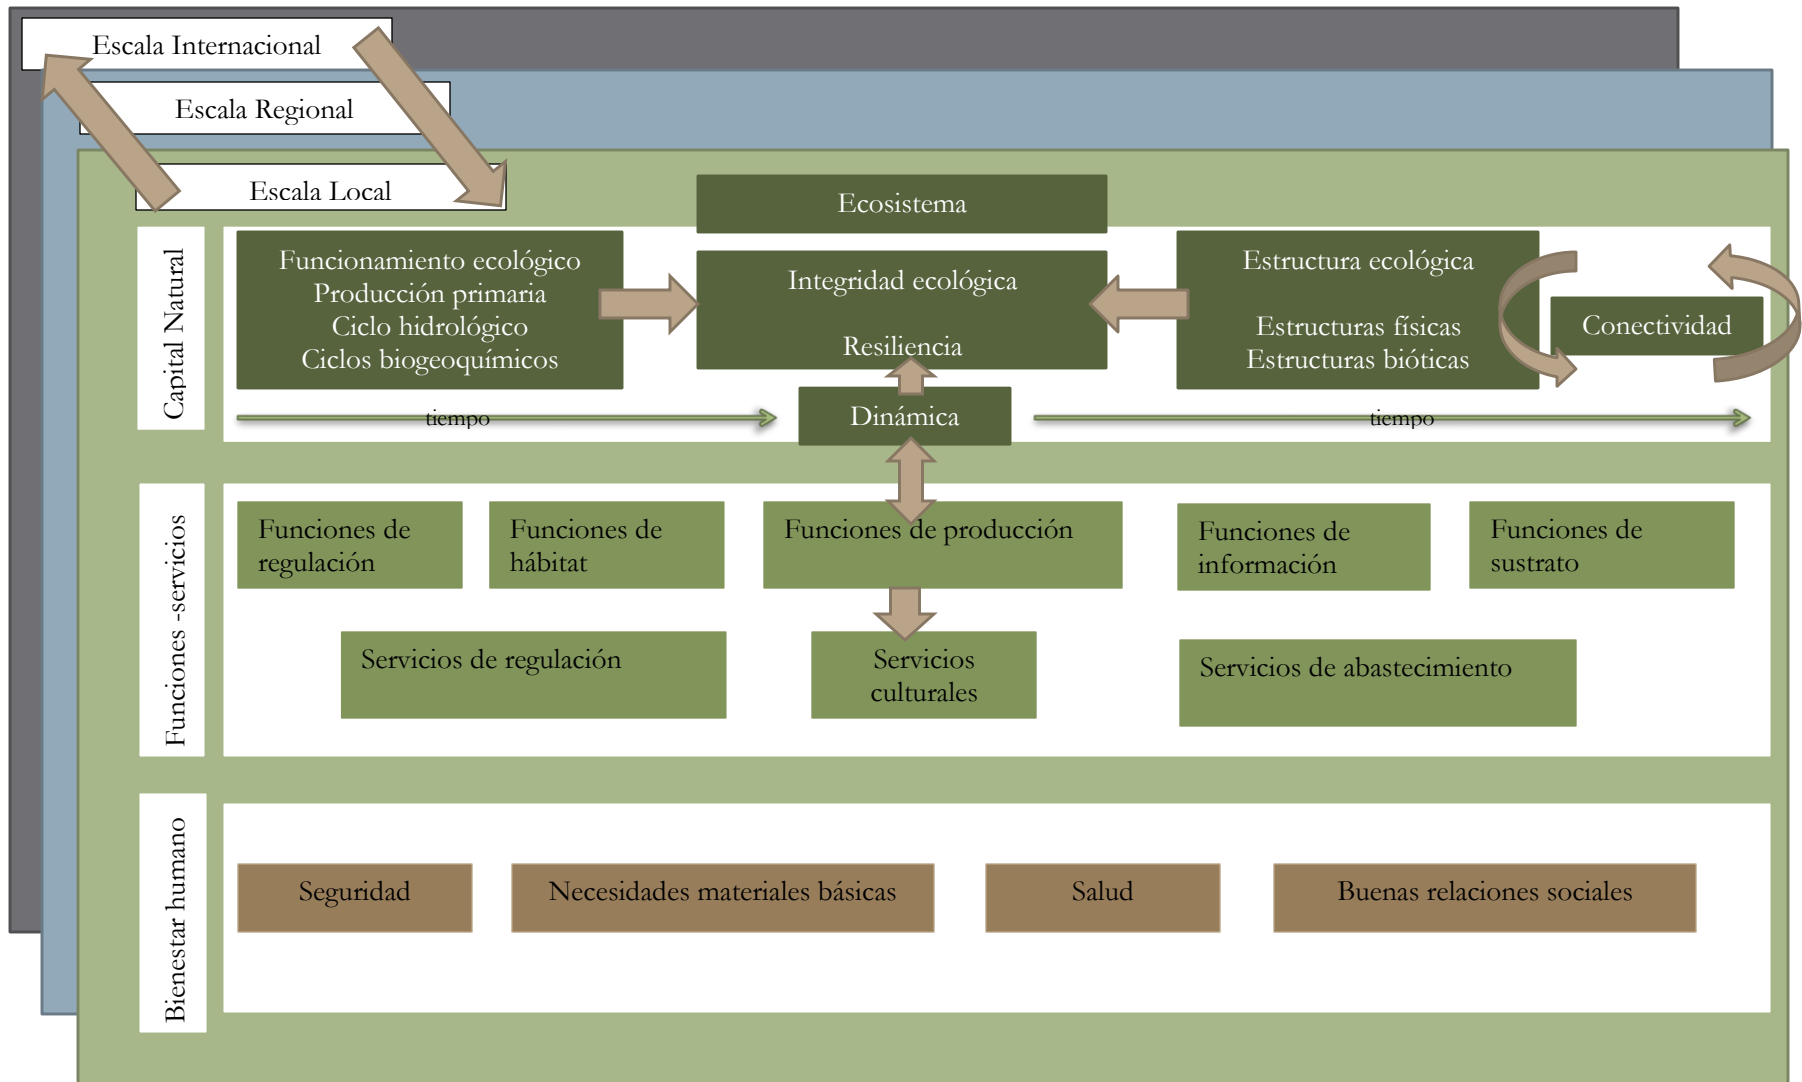 Escala Internacional
Escala Regional
Escala Local
Ecosistema
Capital Natural
Funcionamiento ecológico
Producción primaria
Ciclo hidrológico
Ciclos biogeoquímicos
Integridad ecológica
Resiliencia
Estructura ecológica
Estructuras físicas
Estructuras bióticas
Conectividad
tiempo
Dinámica
tiempo
Funciones -servicios
Funciones de
regulación
Funciones de
hábitat
Funciones de producción
Funciones de
información
Funciones de
sustrato
Servicios de regulación
Servicios
culturales
Servicios de abastecimiento
Bienestar humano
Seguridad
Necesidades materiales básicas
Salud
Buenas relaciones sociales